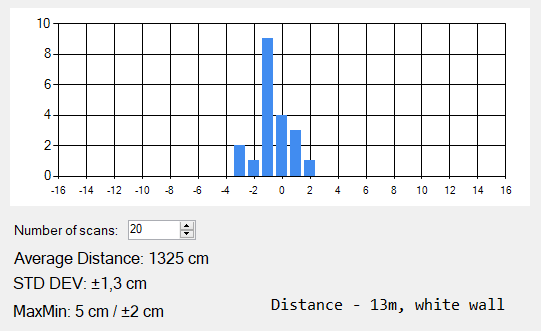 10
8
6
4
2
0
-16 -14 -12 -10 -8 -6 -4 -2 0 2 4 6 8 10 12 14 16
Number of scans: 20
Average Distance: 1325 cm
STD DEV: ±1,3 cm
MaxMin: 5 cm / ±2 cm
Distance - 13m, white wall